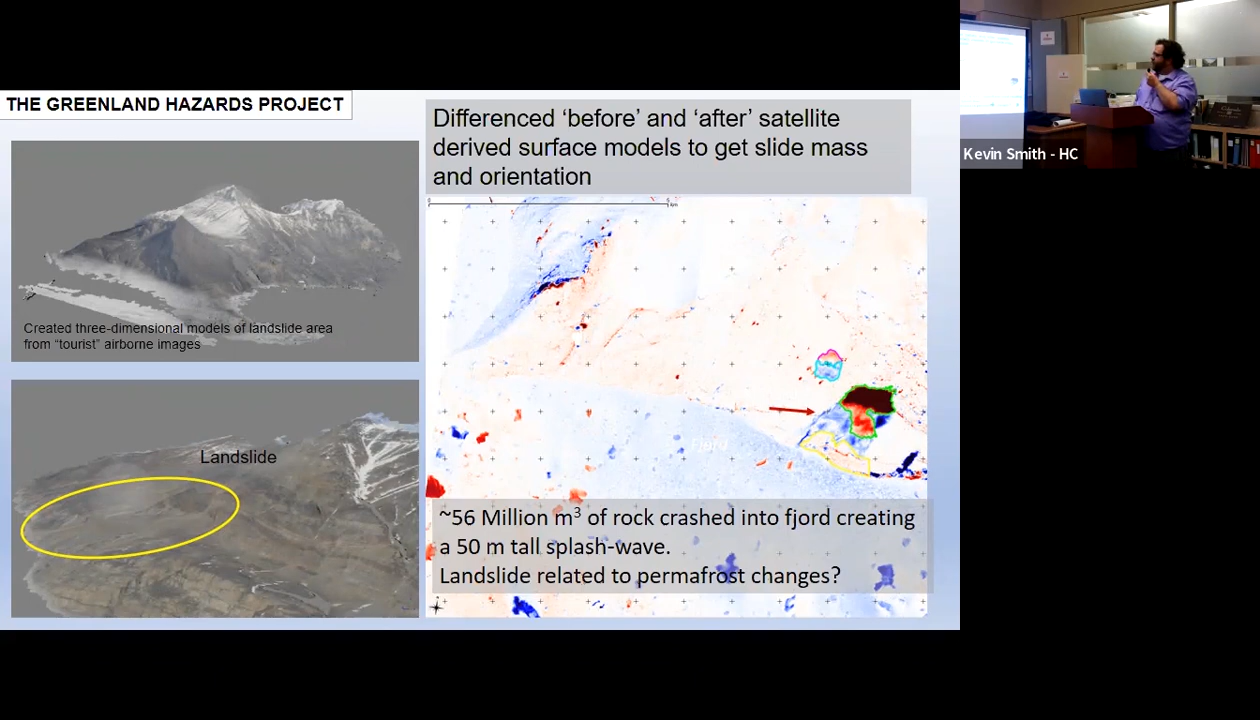 THE GREENLAND HAZARDS PROJECT
Created three-dimensional models of landslide area
from “tourist” airborne images
Landslide
Differenced ‘before’ and ‘after’ satellite
derived surface models to get slide mass
and orientation
Fjord
~56 Million m³ of rock crashed into fjord creating
a 50 m tall splash-wave.
Landslide related to permafrost changes?
Kevin Smith - HC